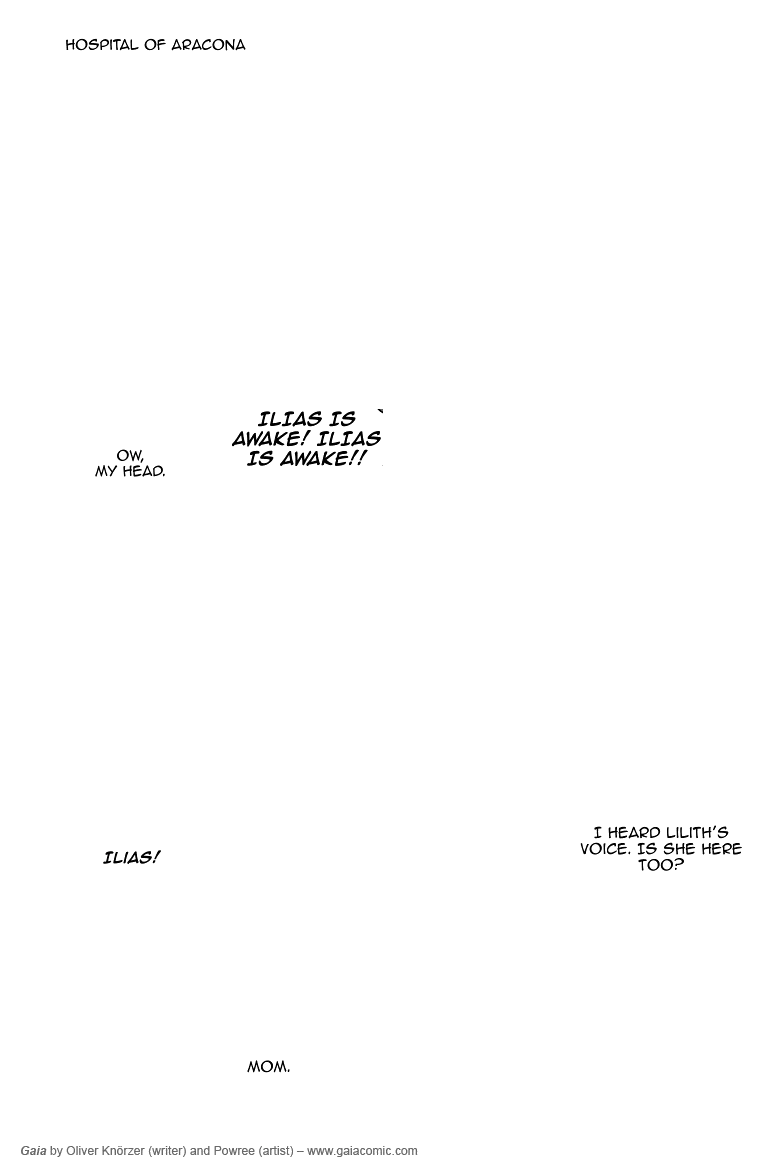 HOSPITAL OF ARACONA
OW,
MY HEAD.
ILIAS IS
AWAKE! ILIAS
IS AWAKE!!
ILIAS!
I HEARD LILITH'S
VOICE. IS SHE HERE
TOO?
MOM.
Gaia by Oliver Knörzer (writer) and Powree (artist) – www.gaiacomic.com